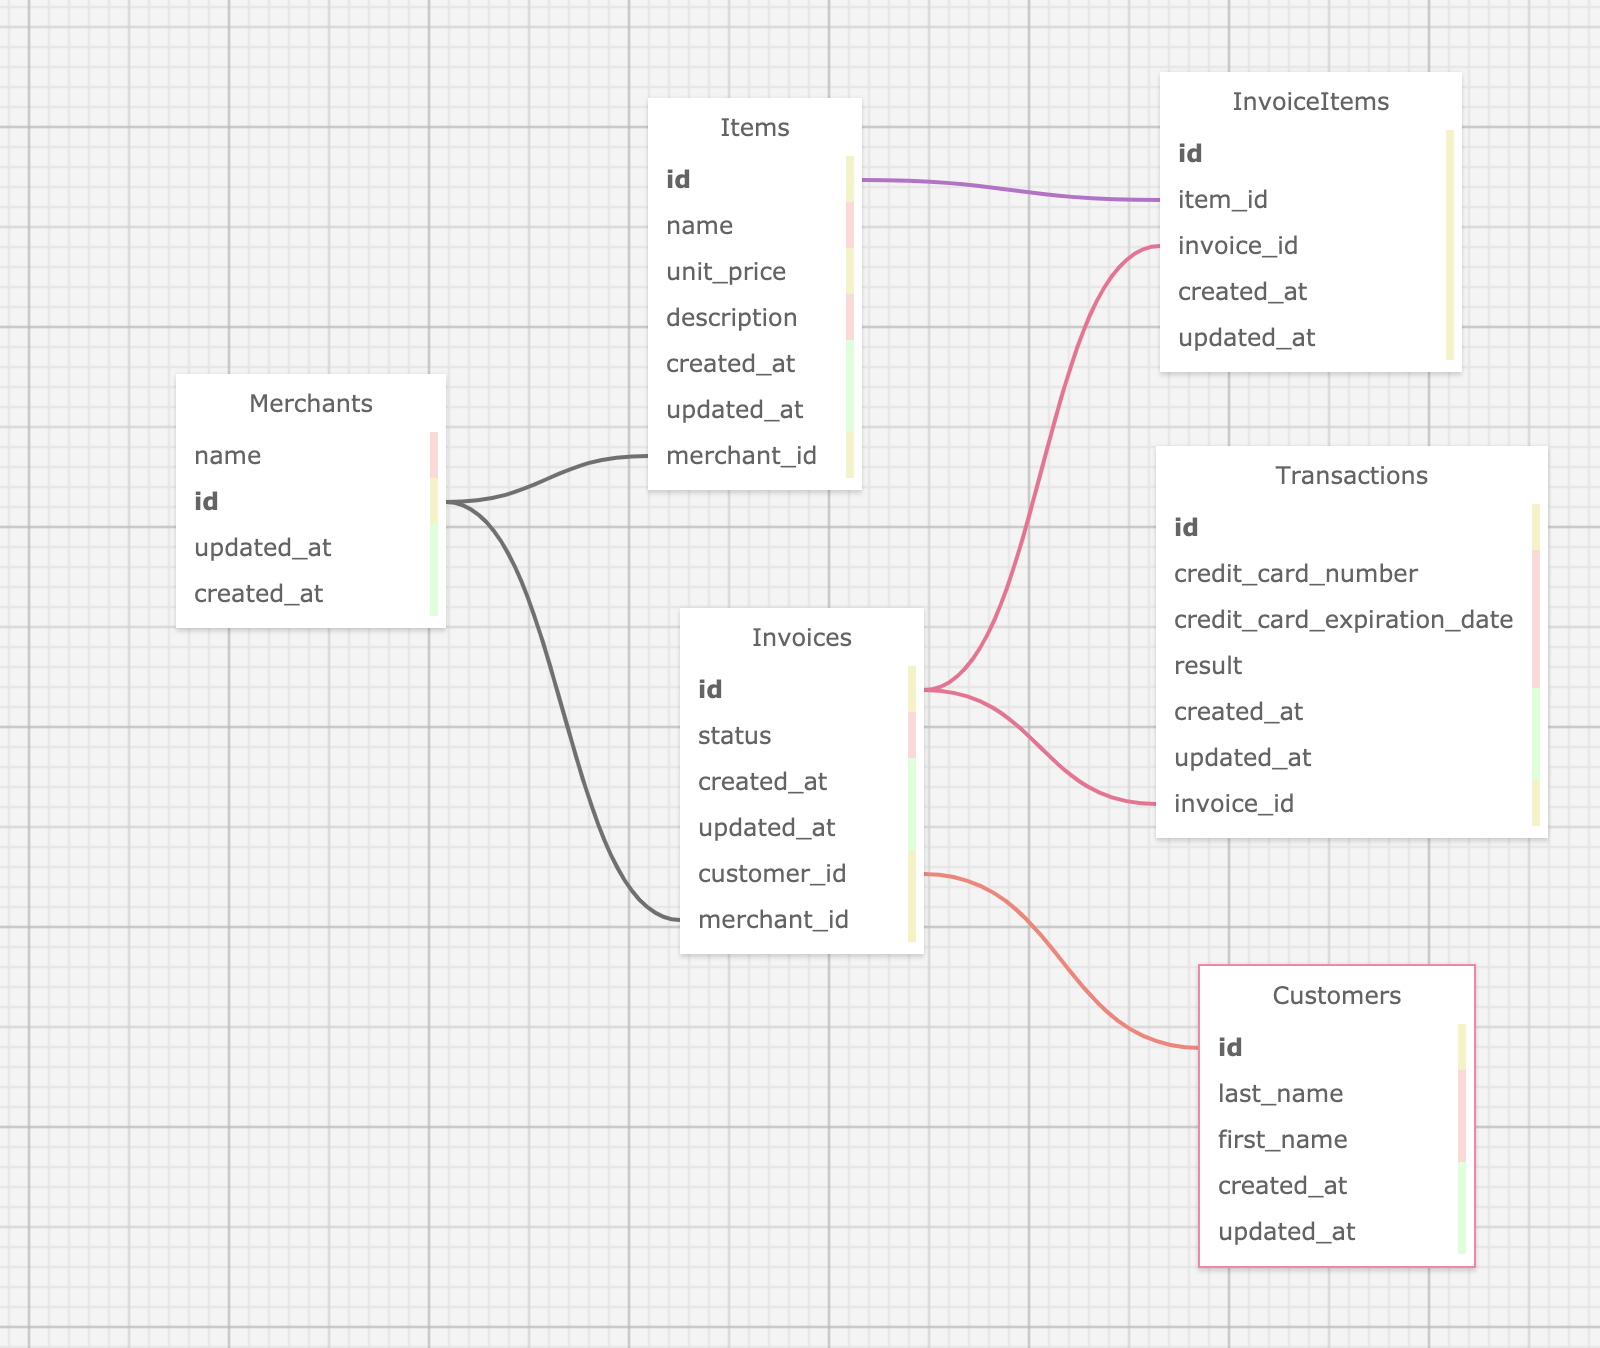 Merchants
name
id
updated_at
created_at
Items
id
name
unit_price
description
created_at
updated_at
merchant_id
Invoices
id
status
created_at
updated_at
customer_id
merchant_id
InvoiceItems
id
item_id
invoice_id
created_at
updated_at
Transactions
id
credit_card_number
credit_card_expiration_date
result
created_at
updated_at
invoice_id
Customers
id
last_name
first_name
created_at
updated_at